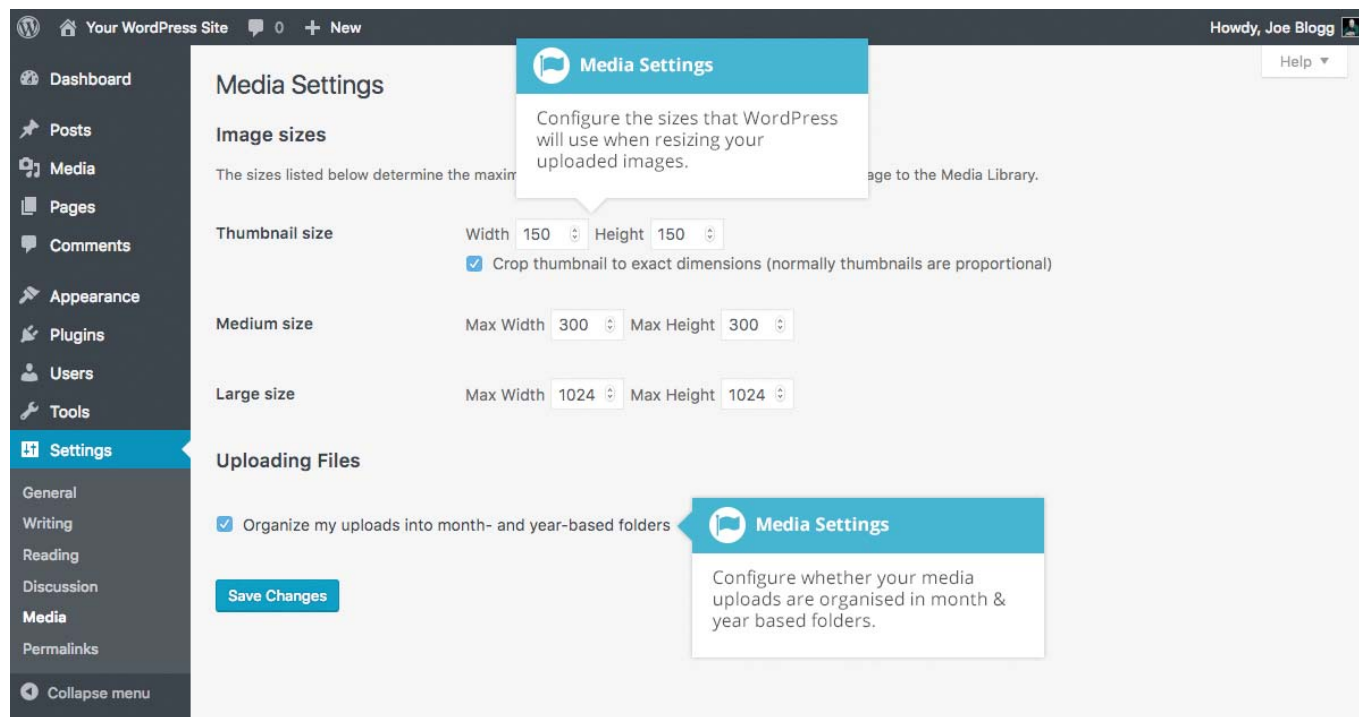 Your WordPress Site 0 + New Howdy, Joe Blogg
Help
Dashboard
Posts
Media
Pages
Comments
Appearance
Plugins
Users
Tools
Settings
General
Writing
Reading
Discussion
Media
Permalinks
Collapse menu
Media Settings
Image sizes
The sizes listed below determine the maxim
age to the Media Library.
Media Settings
Configure the sizes that WordPress
will use when resizing your
uploaded images.
Thumbnail size Width 150 Height 150
Crop thumbnail to exact dimensions (normally thumbnails are proportional)
Medium size Max Width 300 Max Height 300
Large size Max Width 1024 Max Height 1024
Uploading Files
Organize my uploads into month- and year-based folders
Media Settings
Configure whether your media
uploads are organised in month &
year based folders.
Save Changes